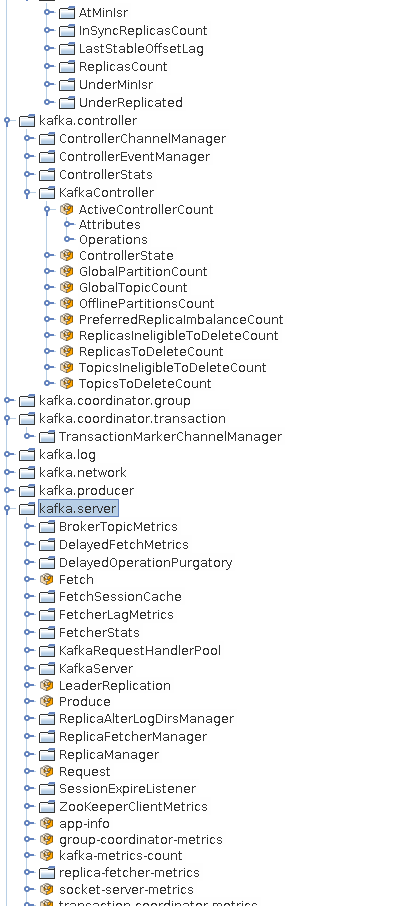 AtMinIsr
InSyncReplicasCount
LastStableOffsetLag
ReplicasCount
UnderMinIsr
UnderReplicated
kafka.controller
ControllerChannelManager
ControllerEventManager
ControllerStats
KafkaController
ActiveControllerCount
Attributes
Operations
ControllerState
GlobalPartitionCount
GlobalTopicCount
OfflinePartitionsCount
PreferredReplicaImbalanceCount
ReplicasIneligibleToDeleteCount
ReplicasToDeleteCount
TopicsIneligibleToDeleteCount
TopicsToDeleteCount
kafka.coordinator.group
kafka.coordinator.transaction
TransactionMarkerChannelManager
kafka.log
kafka.network
kafka.producer
kafka.server
BrokerTopicMetrics
DelayedFetchMetrics
DelayedOperationPurgatory
Fetch
FetchSessionCache
FetcherLagMetrics
FetcherStats
KafkaRequestHandlerPool
KafkaServer
LeaderReplication
Produce
ReplicaAlterLogDirsManager
ReplicaFetcherManager
ReplicaManager
Request
SessionExpireListener
ZooKeeperClientMetrics
app-info
group-coordinator-metrics
kafka-metrics-count
replica-fetcher-metrics
socket-server-metrics
transaction-coordinator-metrics